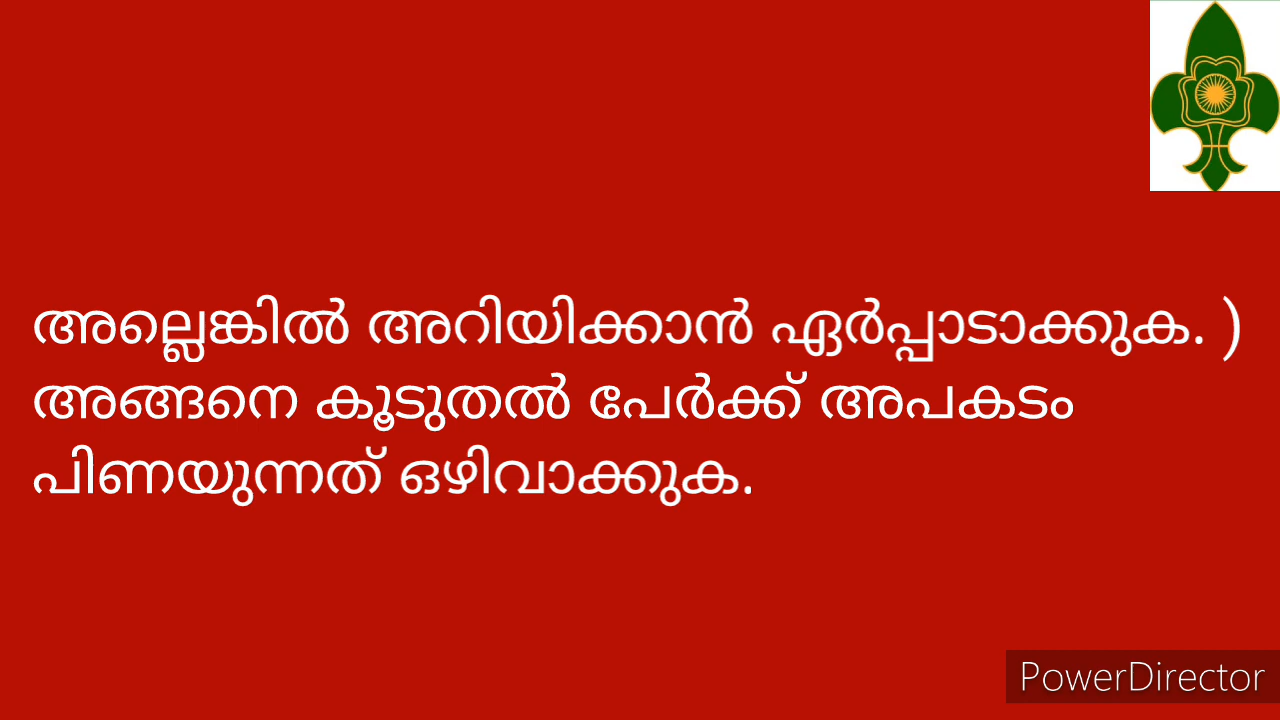 അല്ലെങ്കിൽ അറിയിക്കാൻ ഏർപ്പാടാക്കുക. )
അങ്ങനെ കൂടുതൽ പേർക്ക് അപകടം
പിണയുന്നത് ഒഴിവാക്കുക.
PowerDirector